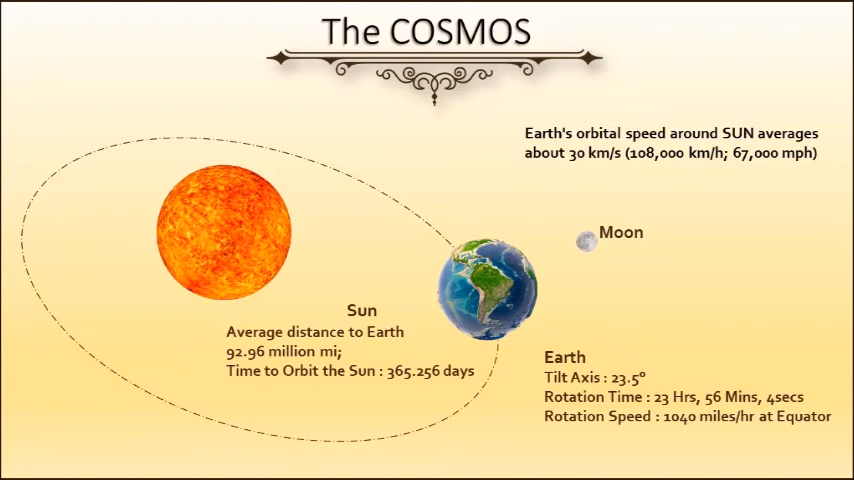 The COSMOS
Earth's orbital speed around SUN averages
about 30 km/s (108,000 km/h; 67,000 mph)
Moon
Sun
Average distance to Earth
92.96 million mi;
Time to Orbit the Sun : 365.256 days
Earth
Tilt Axis : 23.5°
Rotation Time : 23 Hrs, 56 Mins, 4secs
Rotation Speed : 1040 miles/hr at Equator